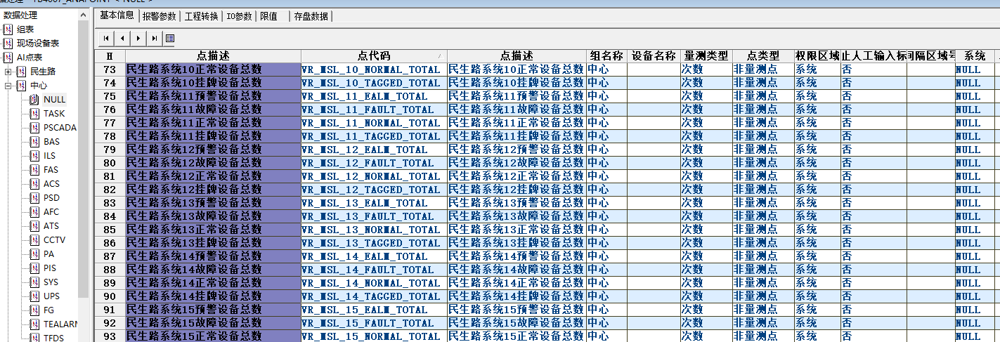 数据处理
组表
现场设备表
AI点表
民生路
中心
NULL
TASK
PSCADA
BAS
ILS
FAS
ACS
PSD
AFC
ATS
CCTV
PA
PIS
SYS
UPS
FG
TEALARM
TFDS
基本信息 报警参数 工程转换 IO参数 限值 存盘数据
H 点描述 点代码 点描述 组名称 设备名称 量测类型 点类型 权限区域 止人工输入标 间隔区域号 系统
73 民生路系统10正常设备总数 VR_MSL_10_NORMAL_TOTAL 民生路系统10正常设备总数 中心 次数 非量测点 系统 否 NULL
74 民生路系统10挂牌设备总数 VR_MSL_10_TAGGED_TOTAL 民生路系统10挂牌设备总数 中心 次数 非量测点 系统 否 NULL
75 民生路系统11预警设备总数 VR_MSL_11_EALM_TOTAL 民生路系统11预警设备总数 中心 次数 非量测点 系统 否 NULL
76 民生路系统11故障设备总数 VR_MSL_11_FAULT_TOTAL 民生路系统11故障设备总数 中心 次数 非量测点 系统 否 NULL
77 民生路系统11正常设备总数 VR_MSL_11_NORMAL_TOTAL 民生路系统11正常设备总数 中心 次数 非量测点 系统 否 NULL
78 民生路系统11挂牌设备总数 VR_MSL_11_TAGGED_TOTAL 民生路系统11挂牌设备总数 中心 次数 非量测点 系统 否 NULL
79 民生路系统12预警设备总数 VR_MSL_12_EALM_TOTAL 民生路系统12预警设备总数 中心 次数 非量测点 系统 否 NULL
80 民生路系统12故障设备总数 VR_MSL_12_FAULT_TOTAL 民生路系统12故障设备总数 中心 次数 非量测点 系统 否 NULL
81 民生路系统12正常设备总数 VR_MSL_12_NORMAL_TOTAL 民生路系统12正常设备总数 中心 次数 非量测点 系统 否 NULL
82 民生路系统12挂牌设备总数 VR_MSL_12_TAGGED_TOTAL 民生路系统12挂牌设备总数 中心 次数 非量测点 系统 否 NULL
83 民生路系统13预警设备总数 VR_MSL_13_EALM_TOTAL 民生路系统13预警设备总数 中心 次数 非量测点 系统 否 NULL
84 民生路系统13故障设备总数 VR_MSL_13_FAULT_TOTAL 民生路系统13故障设备总数 中心 次数 非量测点 系统 否 NULL
85 民生路系统13正常设备总数 VR_MSL_13_NORMAL_TOTAL 民生路系统13正常设备总数 中心 次数 非量测点 系统 否 NULL
86 民生路系统13挂牌设备总数 VR_MSL_13_TAGGED_TOTAL 民生路系统13挂牌设备总数 中心 次数 非量测点 系统 否 NULL
87 民生路系统14预警设备总数 VR_MSL_14_EALM_TOTAL 民生路系统14预警设备总数 中心 次数 非量测点 系统 否 NULL
88 民生路系统14故障设备总数 VR_MSL_14_FAULT_TOTAL 民生路系统14故障设备总数 中心 次数 非量测点 系统 否 NULL
89 民生路系统14正常设备总数 VR_MSL_14_NORMAL_TOTAL 民生路系统14正常设备总数 中心 次数 非量测点 系统 否 NULL
90 民生路系统14挂牌设备总数 VR_MSL_14_TAGGED_TOTAL 民生路系统14挂牌设备总数 中心 次数 非量测点 系统 否 NULL
91 民生路系统15预警设备总数 VR_MSL_15_EALM_TOTAL 民生路系统15预警设备总数 中心 次数 非量测点 系统 否 NULL
92 民生路系统15故障设备总数 VR_MSL_15_FAULT_TOTAL 民生路系统15故障设备总数 中心 次数 非量测点 系统 否 NULL
93 民生路系统15正常设备总数 VR_MSL_15_NORMAL_TOTAL 民生路系统15正常设备总数 中心 次数 非量测点 系统 否 NULL